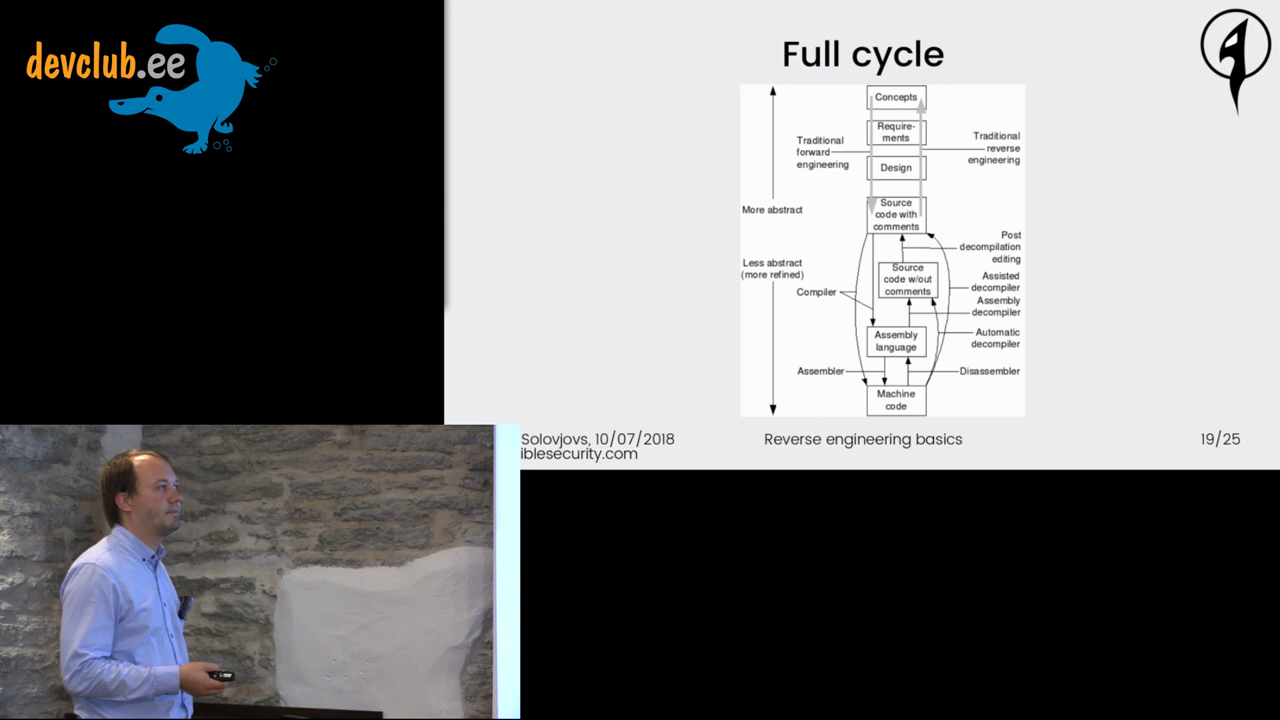 devclub.ee
Full cycle
Concepts
Require-
ments
Design
Source
code with
comments
Source
code w/out
comments
Assembly
language
Machine
code
Traditional
forward
engineering
More abstract
Less abstract
(more refined)
Compiler
Assembler
Traditional
reverse
engineering
Post
decompilation
editing
Assisted
decompiler
Assembly
decompiler
Automatic
decompiler
Disassembler
Solovjovs, 10/07/2018
iblesecurity.com
Reverse engineering basics
19/25